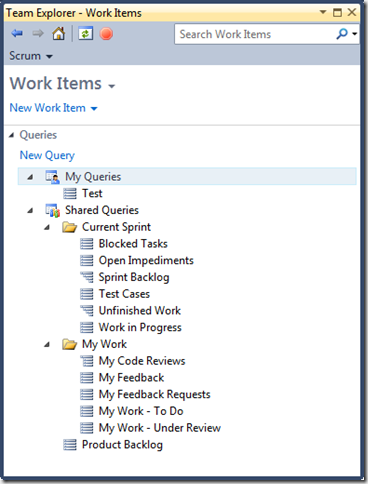 Team Explorer - Work Items
Search Work Items
Scrum
Work Items
New Work Item
Queries
New Query
My Queries
Test
Shared Queries
Current Sprint
Blocked Tasks
Open Impediments
Sprint Backlog
Test Cases
Unfinished Work
Work in Progress
My Work
My Code Reviews
My Feedback
My Feedback Requests
My Work - To Do
My Work - Under Review
Product Backlog